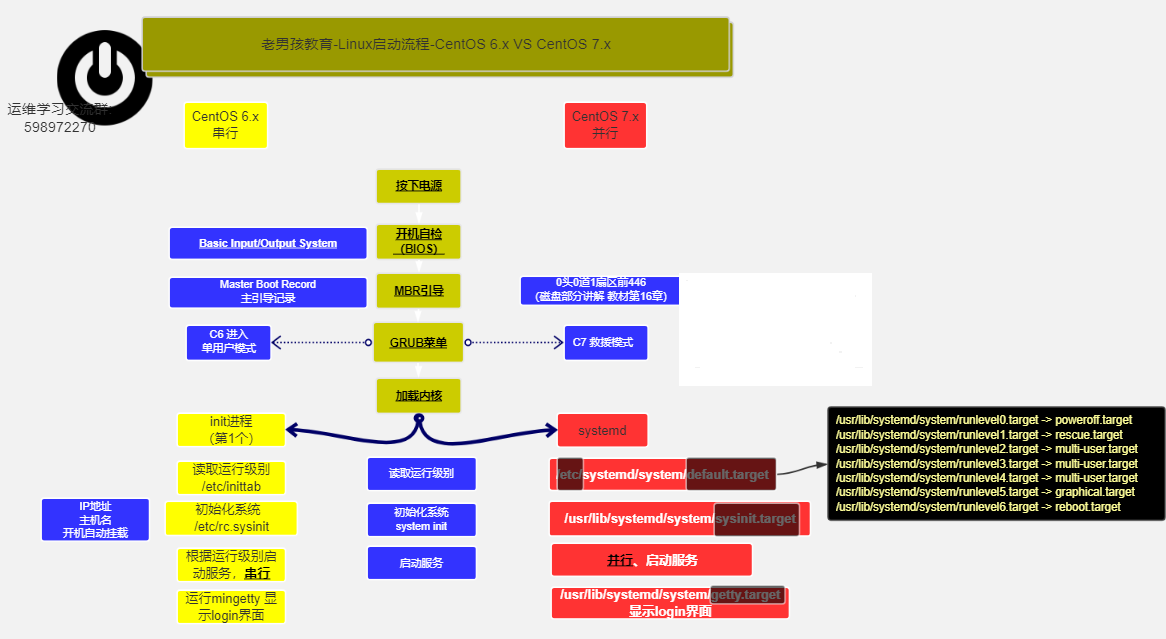 老男孩教育-Linux启动流程-CentOS 6.x VS CentOS 7.x
运维学习交流群:
598972270
CentOS 6.x
串行
CentOS 7.x
并行
按下电源
Basic Input/Output System
开机自检
（BIOS）
Master Boot Record
主引导记录
MBR引导
0头0道1扇区前446
（磁盘部分讲解 教材第16章）
C6 进入
单用户模式
GRUB菜单
C7 救援模式
加载内核
init进程
（第1个）
systemd
读取运行级别
/etc/inittab
读取运行级别
/etc/systemd/system/default.target
/usr/lib/systemd/system/runlevel0.target -> poweroff.target
/usr/lib/systemd/system/runlevel1.target -> rescue.target
/usr/lib/systemd/system/runlevel2.target -> multi-user.target
/usr/lib/systemd/system/runlevel3.target -> multi-user.target
/usr/lib/systemd/system/runlevel4.target -> multi-user.target
/usr/lib/systemd/system/runlevel5.target -> graphical.target
/usr/lib/systemd/system/runlevel6.target -> reboot.target
IP地址
主机名
开机自动挂载
初始化系统
/etc/rc.sysinit
初始化系统
system init
/usr/lib/systemd/system/sysinit.target
根据运行级别启
动服务，串行
启动服务
并行、启动服务
运行mingetty 显
示login界面
/usr/lib/systemd/system/getty.target
显示login界面